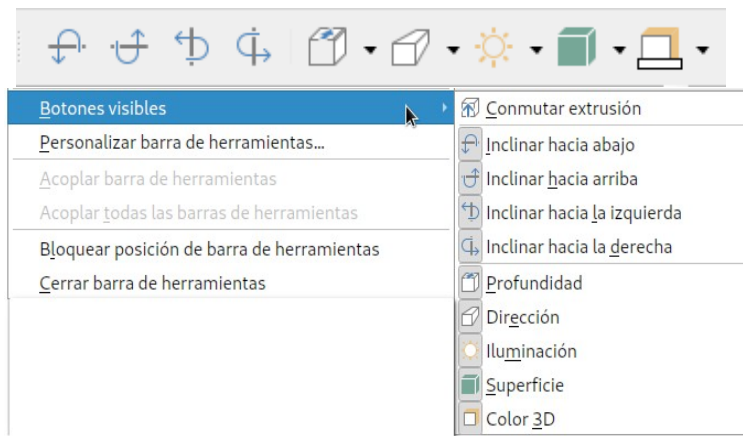 Botones visibles
Personalizar barra de herramientas...
Acoplar barra de herramientas
Acoplar todas las barras de herramientas
Bloquear posición de barra de herramientas
Cerrar barra de herramientas
Conmutar extrusión
Inclinar hacia abajo
Inclinar hacia arriba
Inclinar hacia la izquierda
Inclinar hacia la derecha
Profundidad
Dirección
Iluminación
Superficie
Color 3D